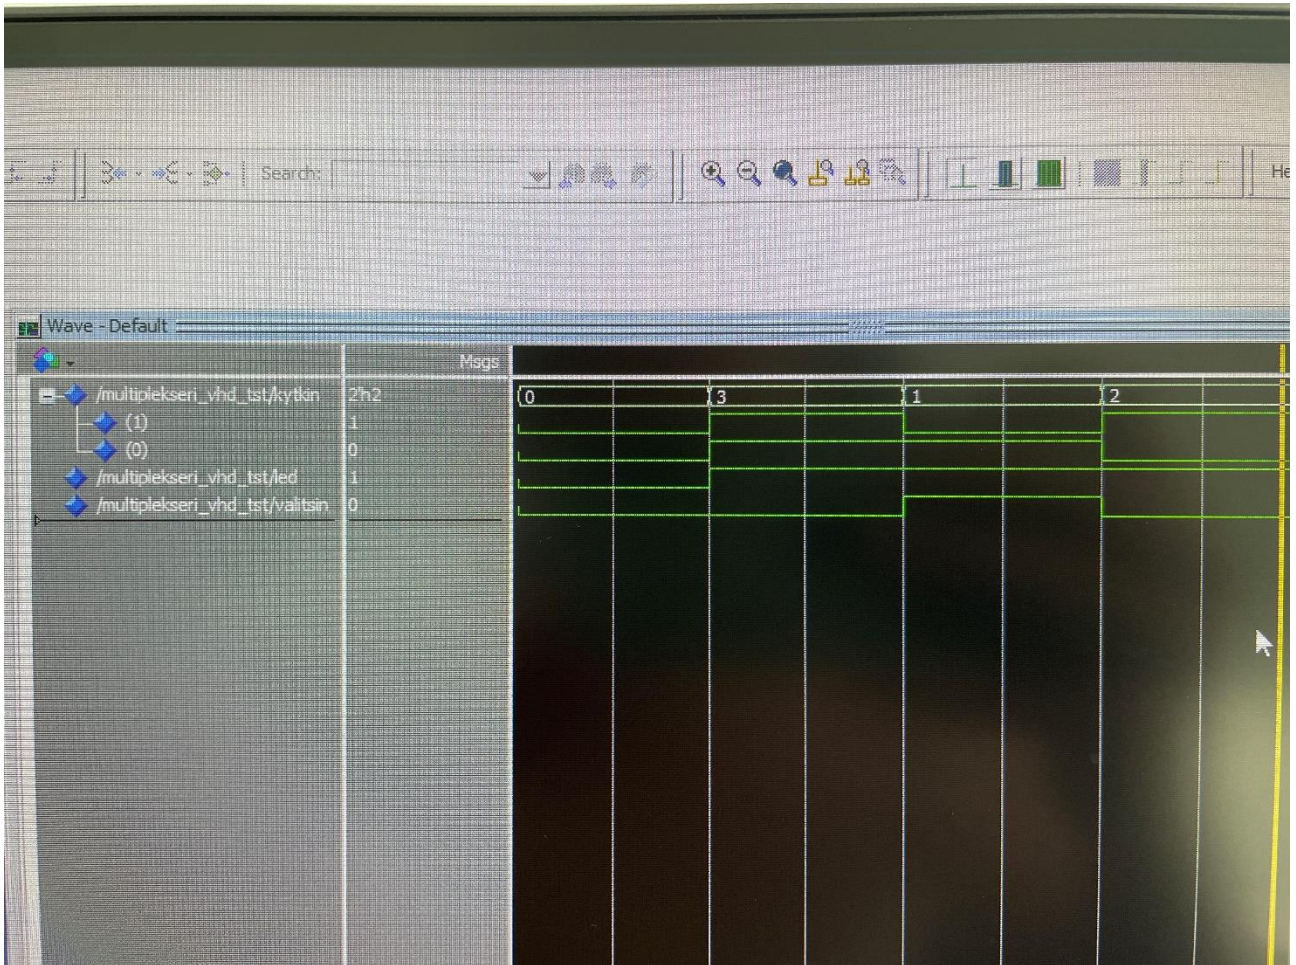 Search:
He
Wave - Default
Msgs
/multiplekseri_vhd_tst/kytkin 2'h2 0 3 1 2
(1) 1
(0) 0
/multiplekseri_vhd_tst/led 1
/multiplekseri_vhd_tst/valitsin 0